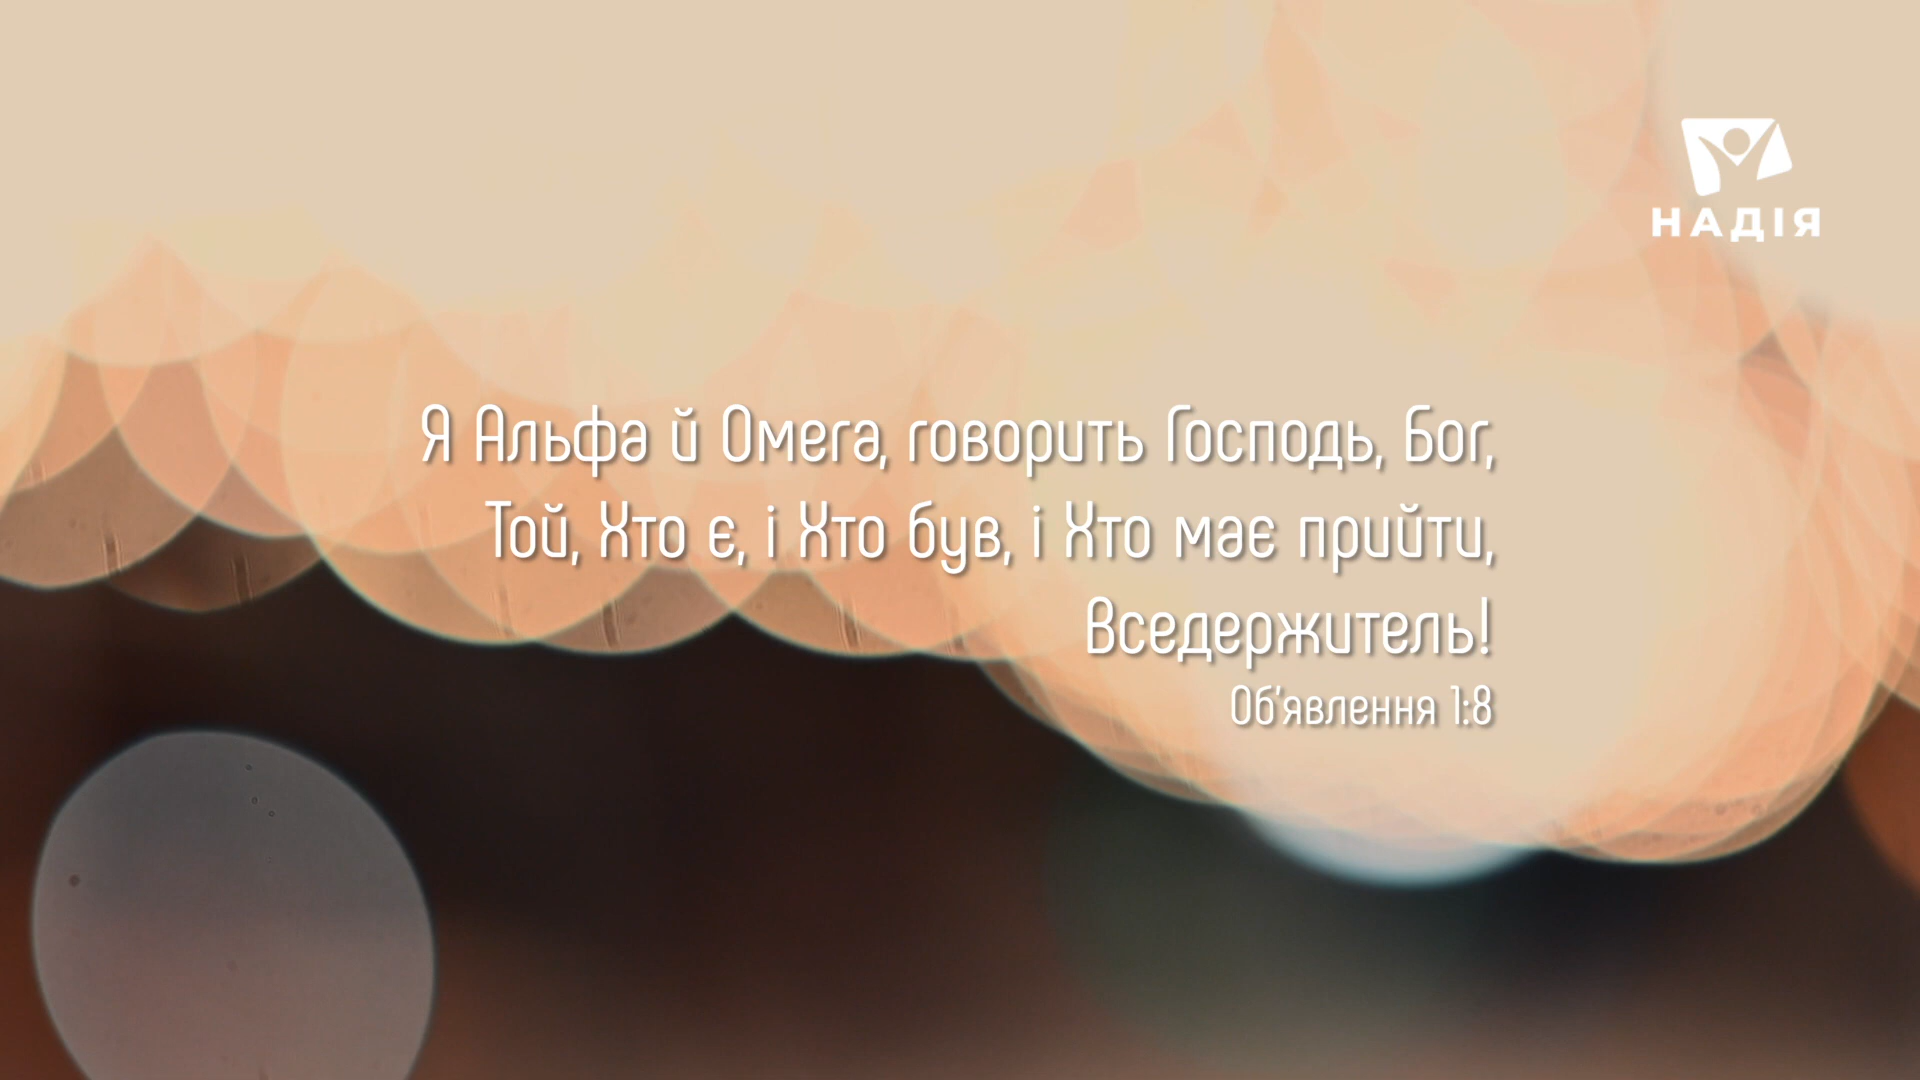 НАДІЯ
Я Альфа й Омега, говорить Господь, Бог,
Той, Хто є, і Хто був, і Хто має прийти,
Вседержитель!
Об'явлення 1:8